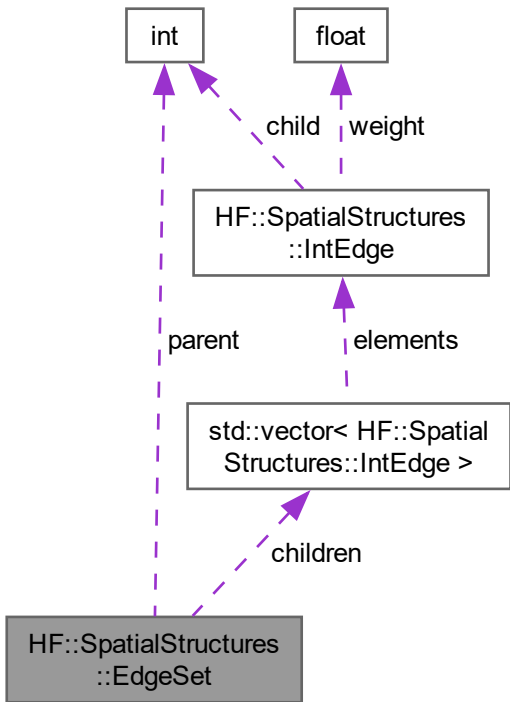 int
float
child
weight
HF::SpatialStructures
::IntEdge
parent
elements
std::vector< HF::Spatial
Structures::IntEdge >
children
HF::SpatialStructures
::EdgeSet